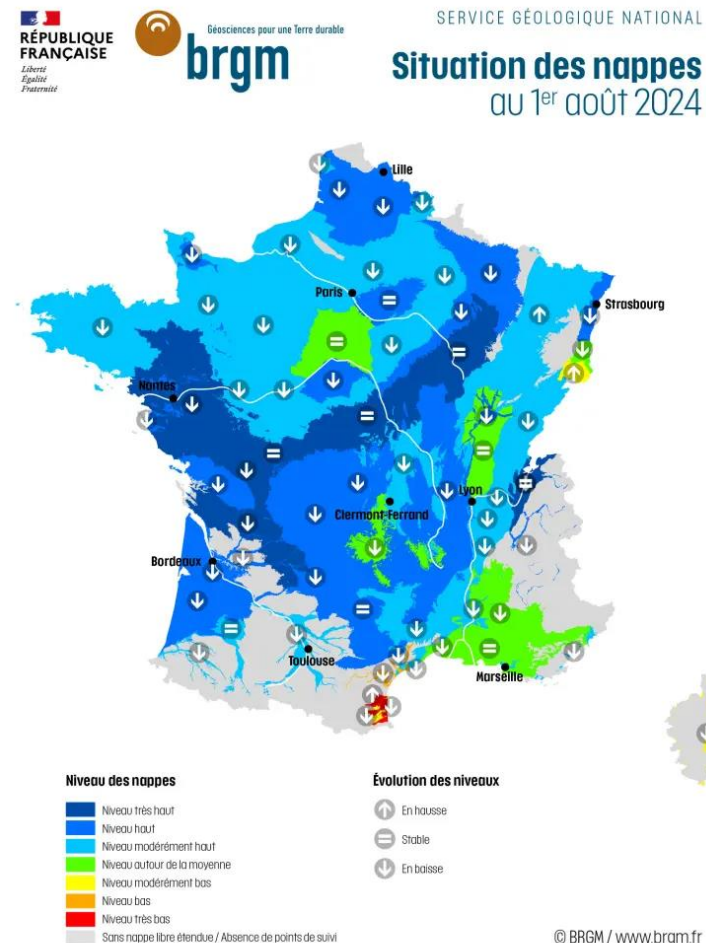 RÉPUBLIQUE
FRANÇAISE
Liberté
Égalité
Fraternité
Géosciences pour une Terre durable
brgm
SERVICE GÉOLOGIQUE NATIONAL
Situation des nappes
au 1er août 2024
Lille
Paris
Strasbourg
Nantes
Lyon
Clermont-Ferrand
Bordeaux
Toulouse
Marseille
Niveau des nappes
Niveau très haut
Niveau haut
Niveau modérément haut
Niveau autour de la moyenne
Niveau modérément bas
Niveau bas
Niveau très bas
Sans nappe libre étendue / Absence de points de suivi
Évolution des niveaux
En hausse
Stable
En baisse
© BRGM / www.brgm.fr